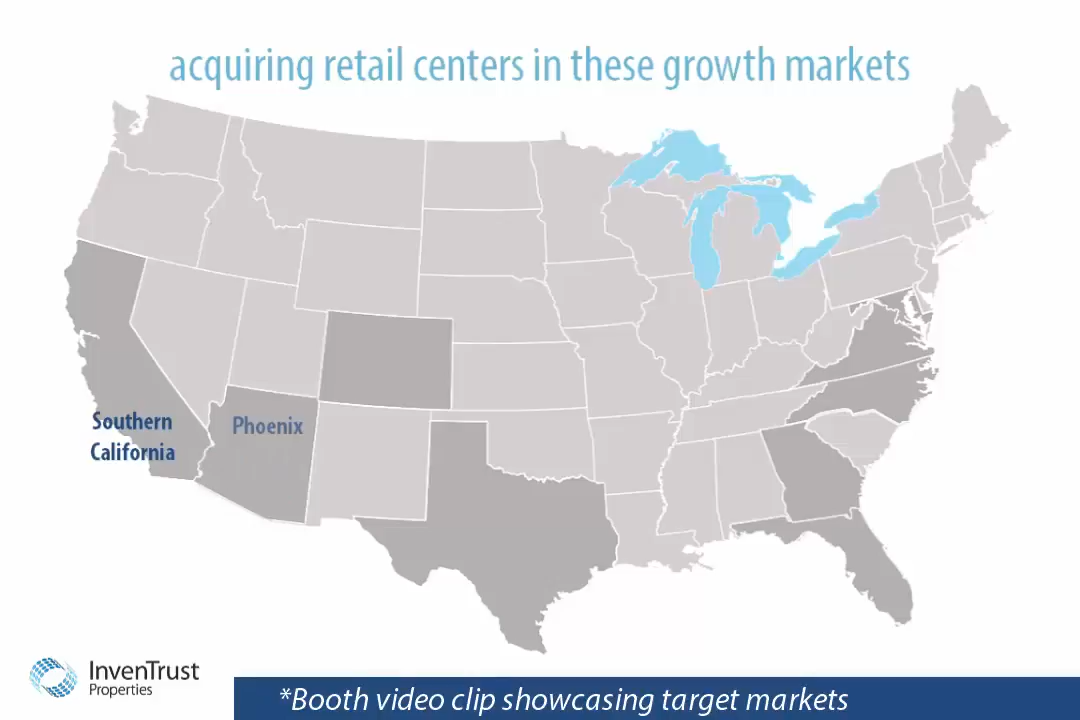 acquiring retail centers in these growth markets
Southern
California
Phoenix
InvenTrust
Properties
*Booth video clip showcasing target markets